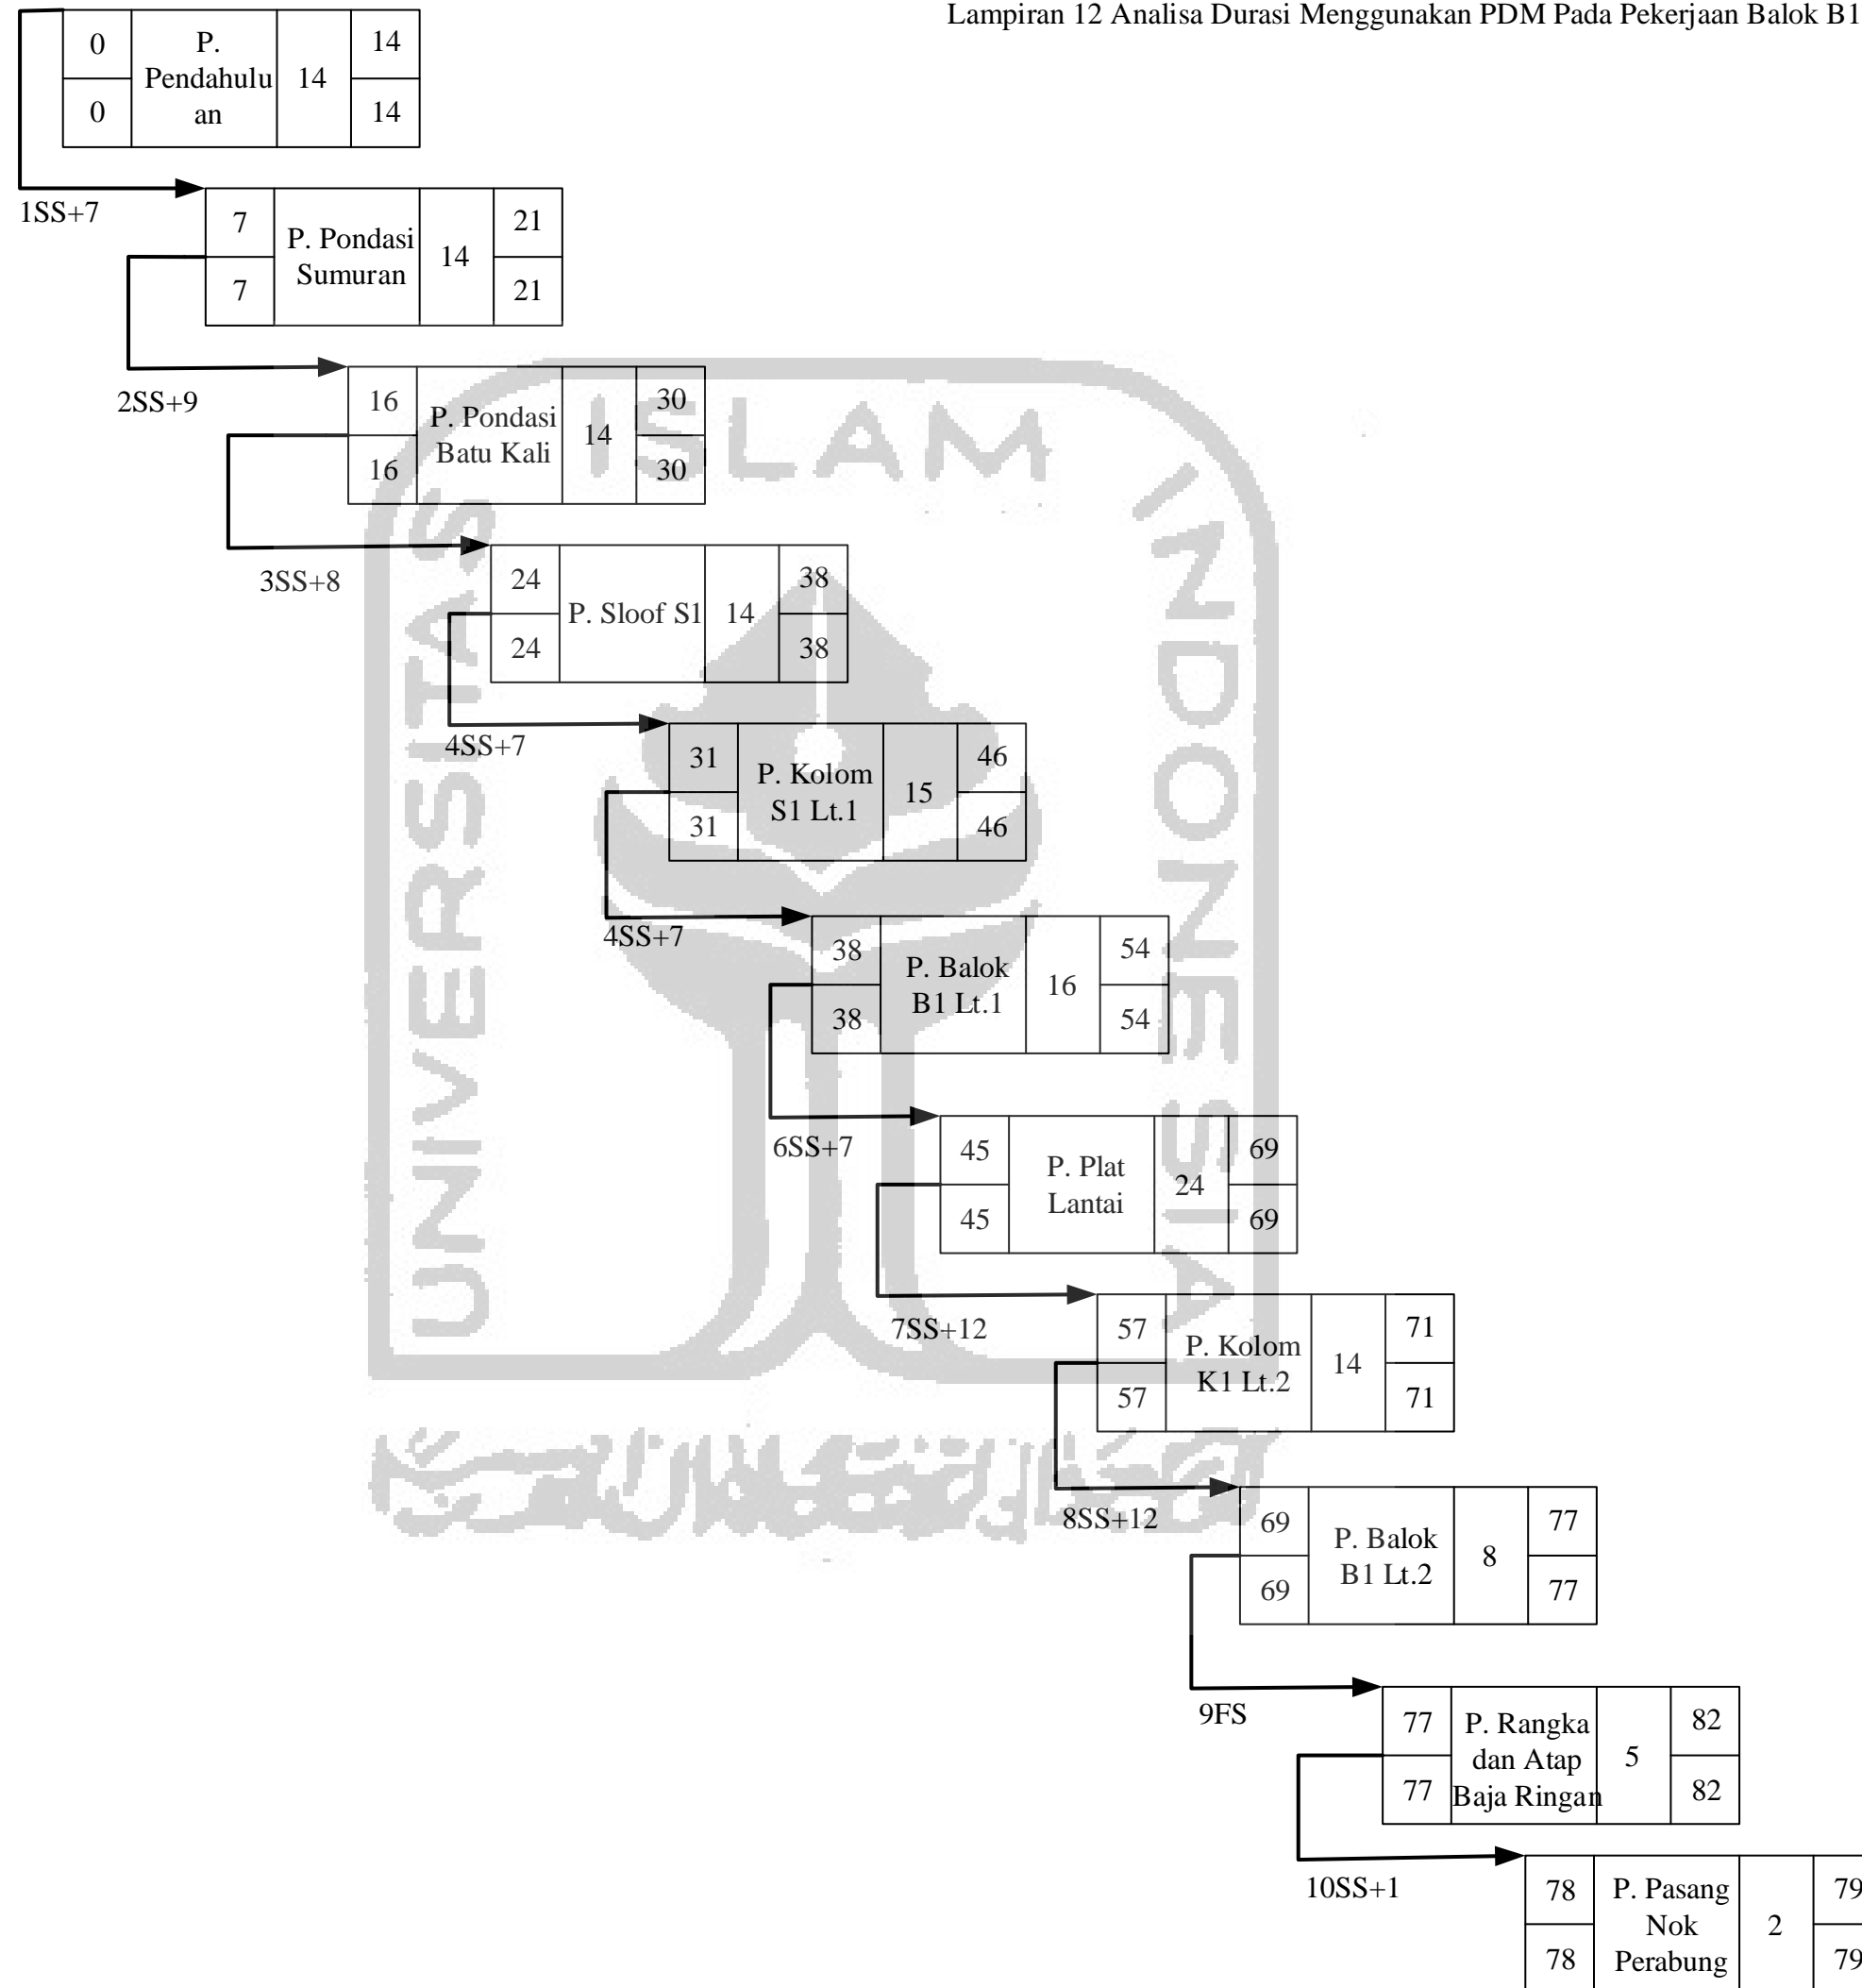 Lampiran 12 Analisa Durasi Menggunakan PDM Pada Pekerjaan Balok B1
0
P.
Pendahulu
an
14
14
0
14
1SS+7
7
P. Pondasi
Sumuran
14
21
7
21
2SS+9
16
P. Pondasi
Batu Kali
14
30
16
30
3SS+8
24
P. Sloof S1
14
38
24
38
4SS+7
31
P. Kolom
S1 Lt.1
15
46
31
46
4SS+7
38
P. Balok
B1 Lt.1
16
54
38
54
6SS+7
45
P. Plat
Lantai
24
69
45
69
7SS+12
57
P. Kolom
K1 Lt.2
14
71
57
71
8SS+12
69
P. Balok
B1 Lt.2
8
77
69
77
9FS
77
P. Rangka
dan Atap
Baja Ringan
5
82
77
82
10SS+1
78
P. Pasang
Nok
Perabung
2
79
78
79
UNIVERSITAS
ISLAM
INDONESIA